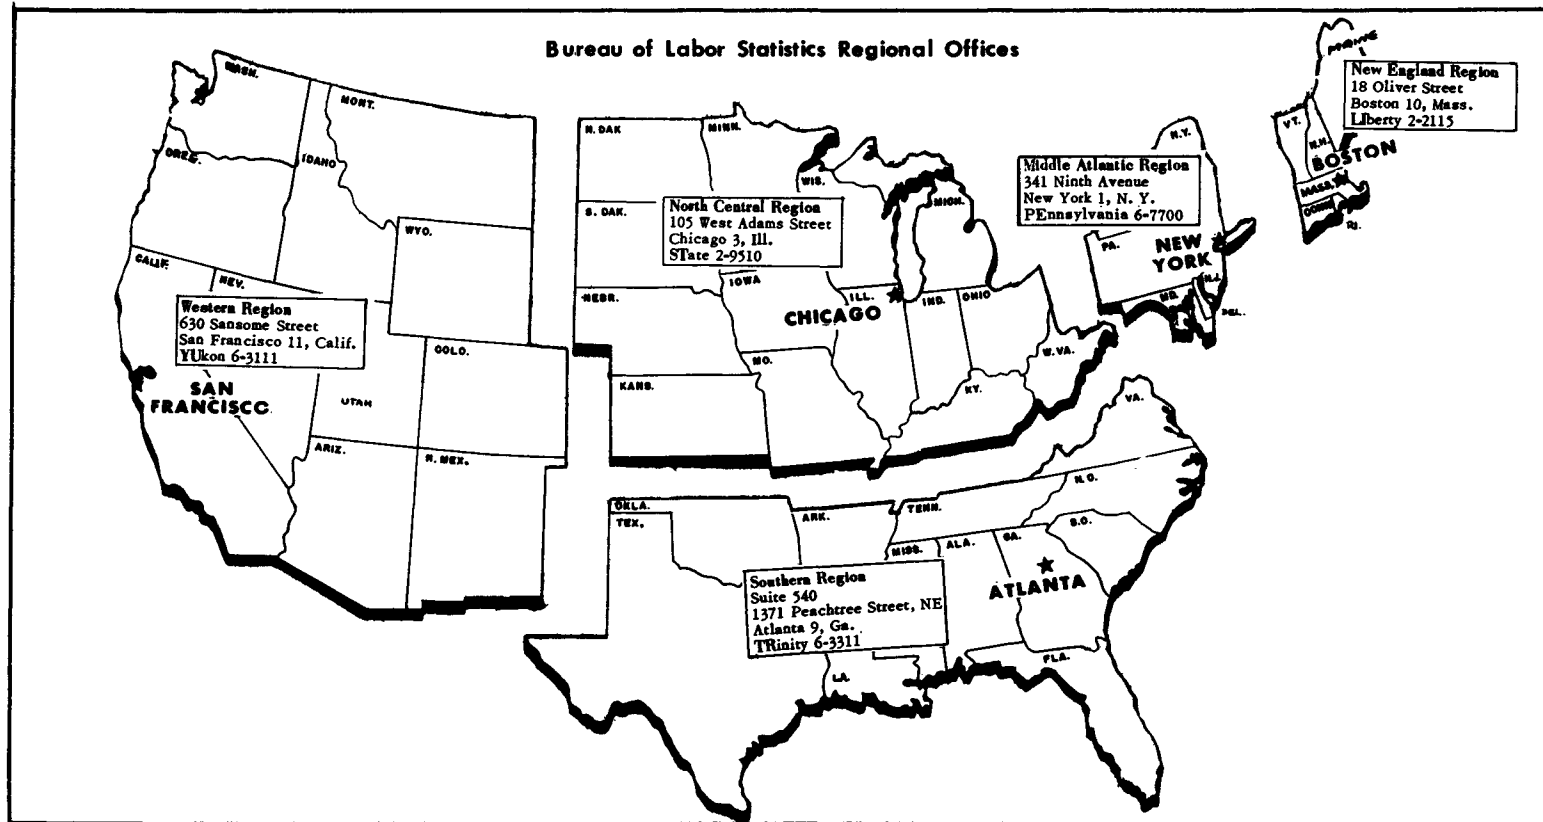 Bureau of Labor Statistics Regional Offices
New England Region
18 Oliver Street
Boston 10, Mass.
LIberty 2-2115
Middle Atlantic Region
341 Ninth Avenue
New York 1, N. Y.
PEnnsylvania 6-7700
North Central Region
105 West Adams Street
Chicago 3, Ill.
STate 2-9510
Western Region
630 Sansome Street
San Francisco 11, Calif.
YUkon 6-3111
Southern Region
Suite 540
1371 Peachtree Street, NE
Atlanta 9, Ga.
TRinity 6-3311
WASH.
MONT.
OREG.
IDAHO
WYO.
CALIF.
NEV.
COLO.
UTAH
ARIZ.
N. MEX.
SAN
FRANCISCO
N. DAK
MINN.
WIS.
S. DAK.
MICH.
IOWA
NEBR.
ILL.
IND.
OHIO
CHICAGO
MO.
KANS.
KY.
W. VA.
N.Y.
PA.
NEW
YORK
N.J.
MD.
DEL.
MAINE
VT.
N.H.
BOSTON
MASS.
CONN.
R.I.
VA.
OKLA.
TEX.
ARK.
TENN.
N.C.
S.C.
MISS.
ALA.
GA.
ATLANTA
LA.
FLA.